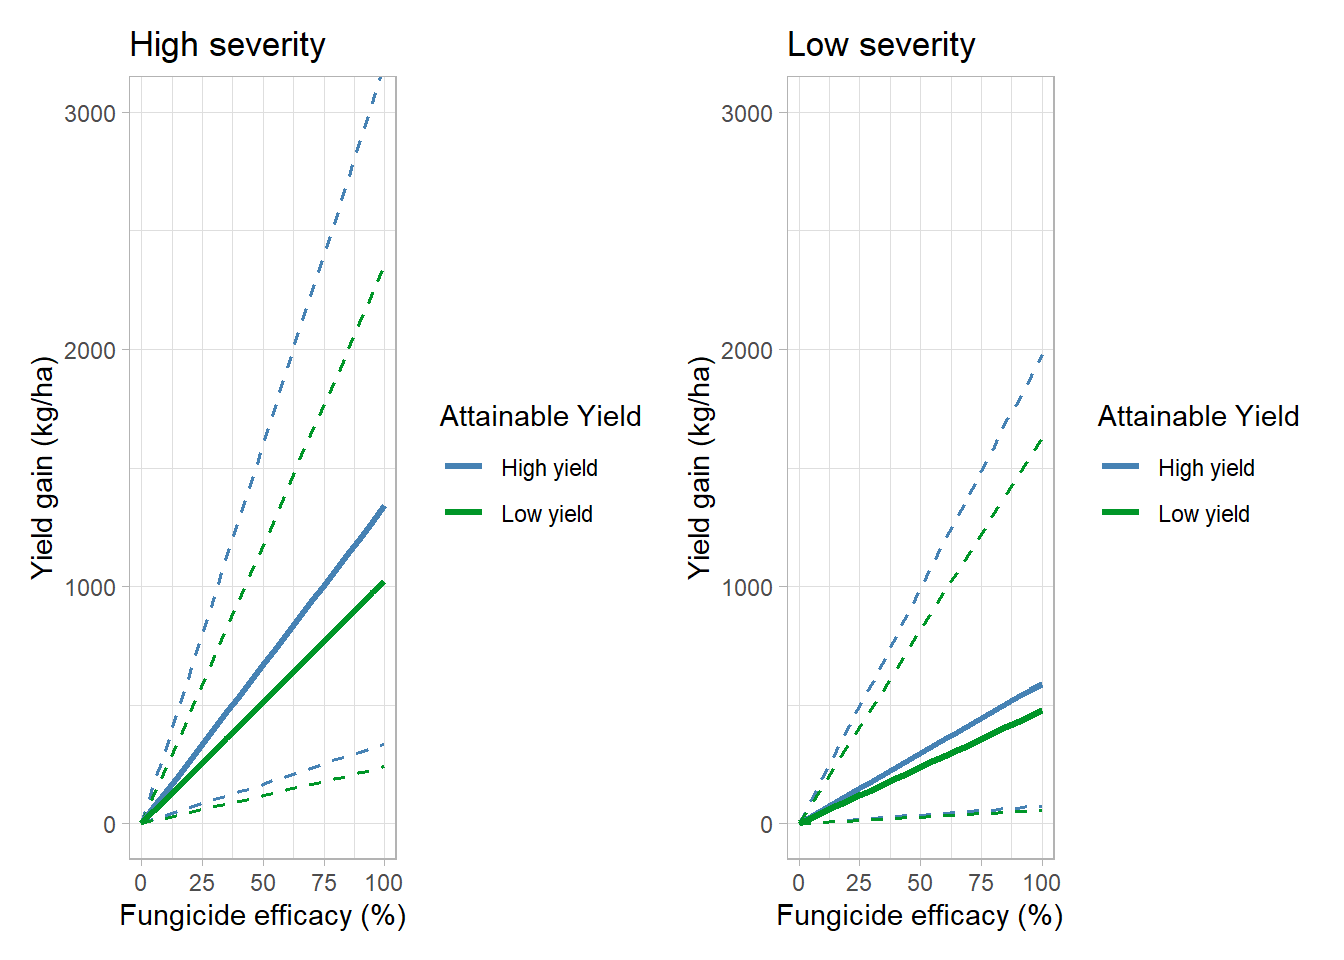 High severity
3000
2000
1000
0
Yield gain (kg/ha)
0 25 50 75 100
Fungicide efficacy (%)
Attainable Yield
High yield
Low yield
Low severity
3000
2000
1000
0
Yield gain (kg/ha)
0 25 50 75 100
Fungicide efficacy (%)
Attainable Yield
High yield
Low yield